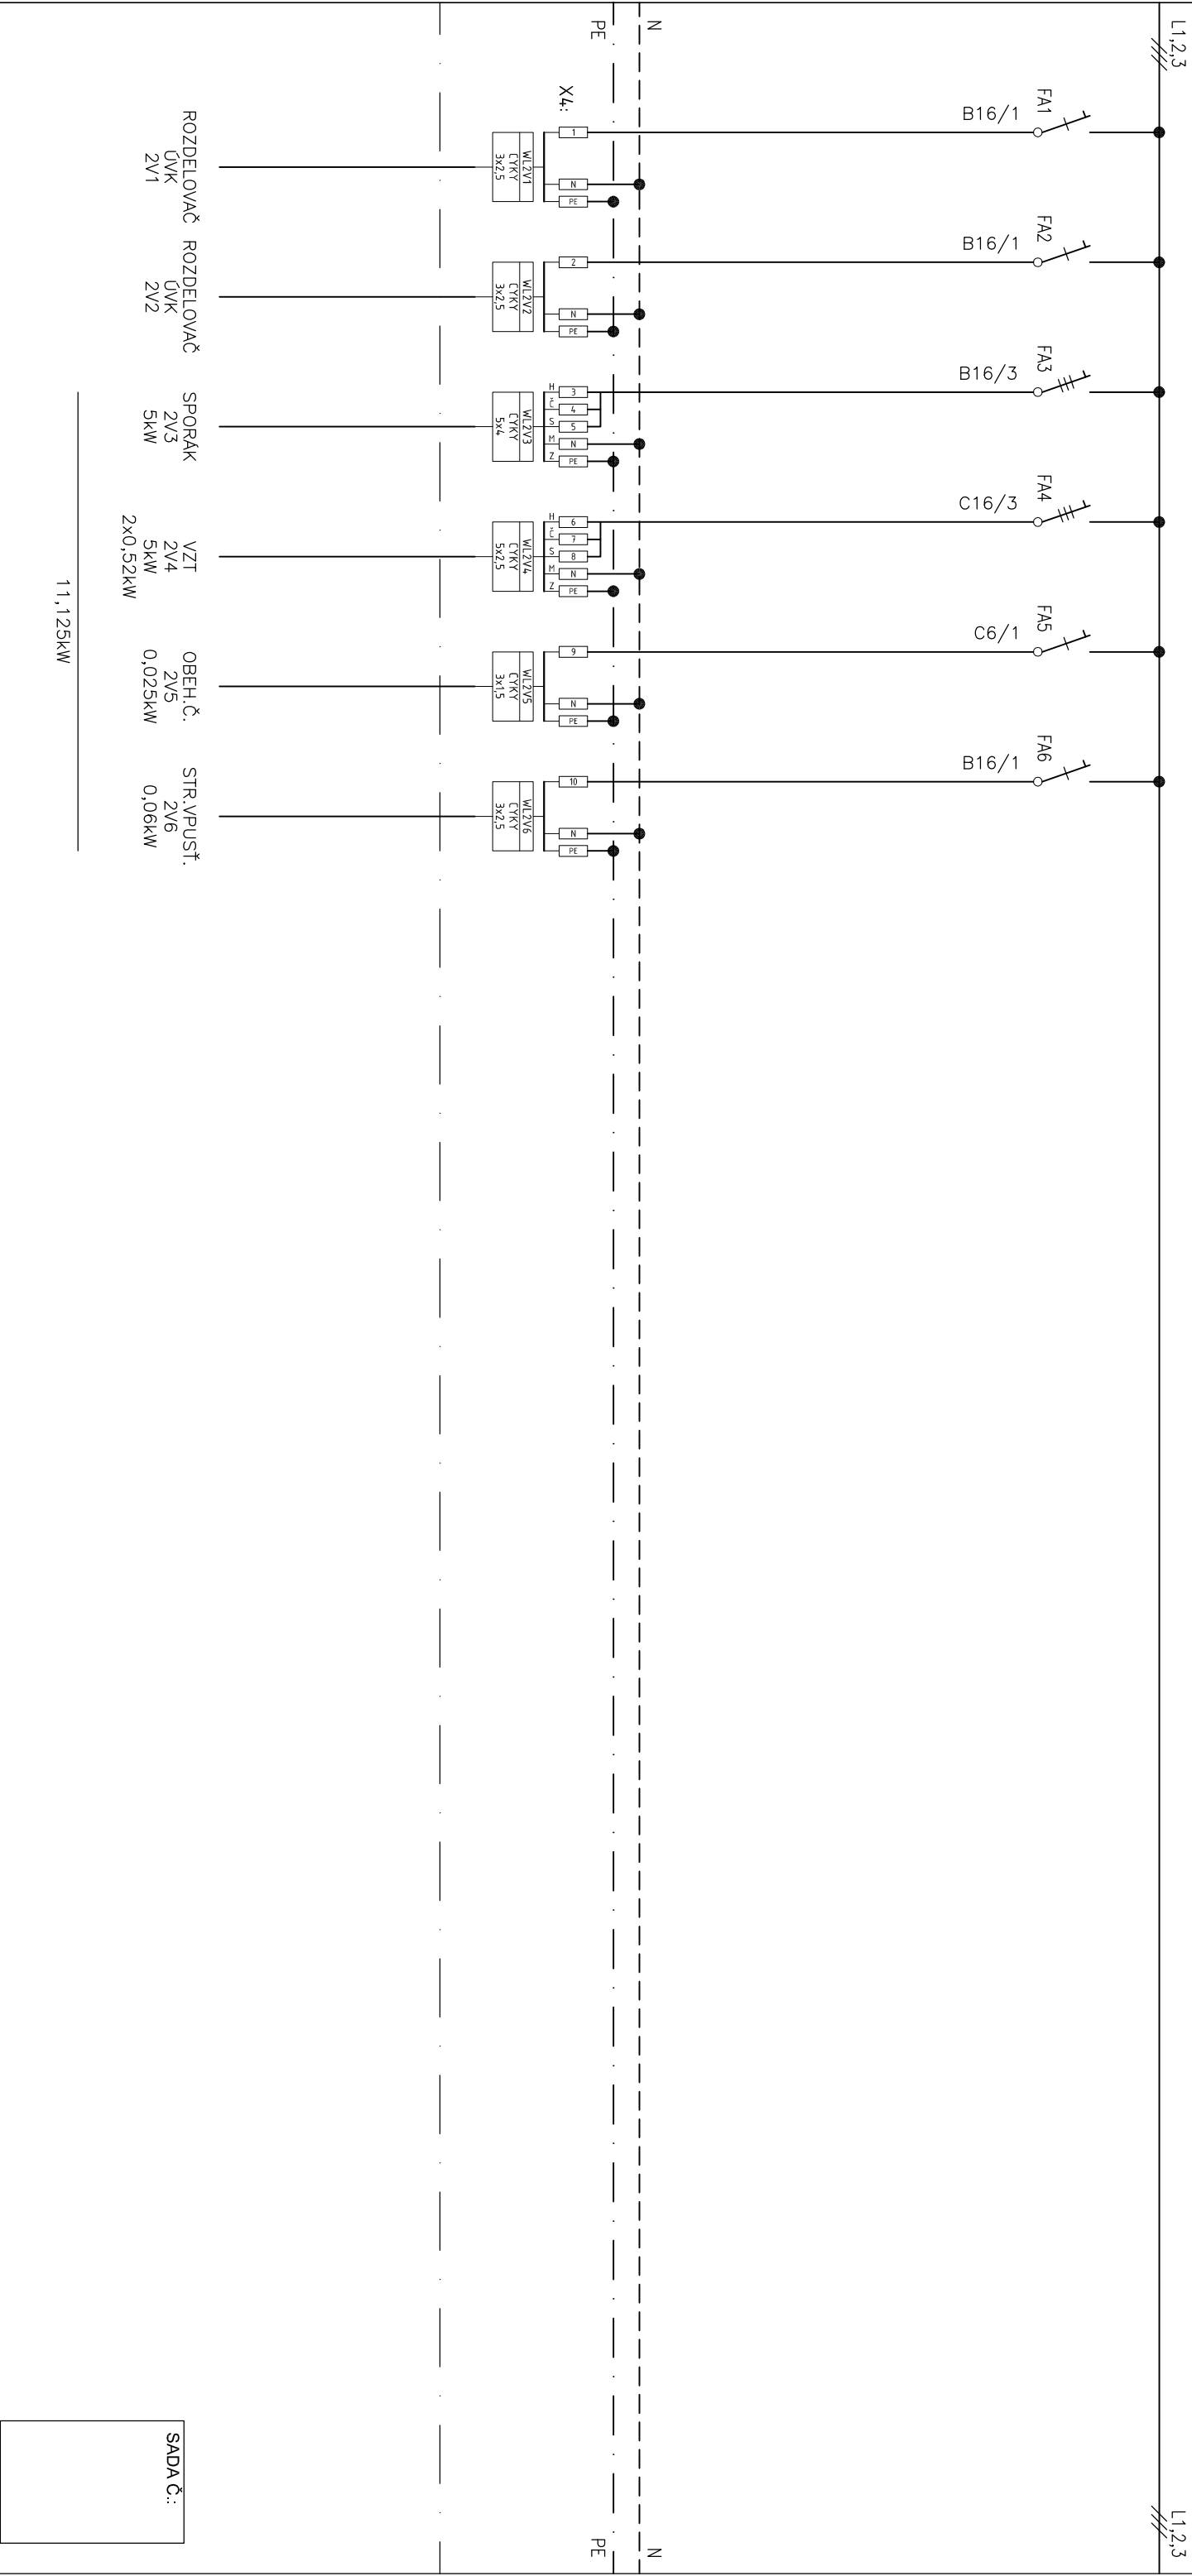 L1,2,3
L1,2,3
FA1
B16/1
FA2
B16/1
FA3
B16/3
FA4
C16/3
FA5
C6/1
FA6
B16/1
N
N
PE
PE
X4:
1
N
PE
WL2V1
CYKY
3x2,5
2
N
PE
WL2V2
CYKY
3x2,5
H
3
Č
4
S
5
M
N
Z
PE
WL2V3
CYKY
5x4
H
6
Č
7
S
8
M
N
Z
PE
WL2V4
CYKY
5x2,5
9
N
PE
WL2V5
CYKY
3x1,5
10
N
PE
WL2V6
CYKY
3x2,5
ROZDELOVAČ
ÚVK
2V1
ROZDELOVAČ
ÚVK
2V2
SPORÁK
2V3
5kW
VZT
2V4
5kW
2x0,52kW
OBEH.Č.
2V5
0,025kW
STR.VPUSŤ.
2V6
0,06kW
11,125kW
SADA Č.: